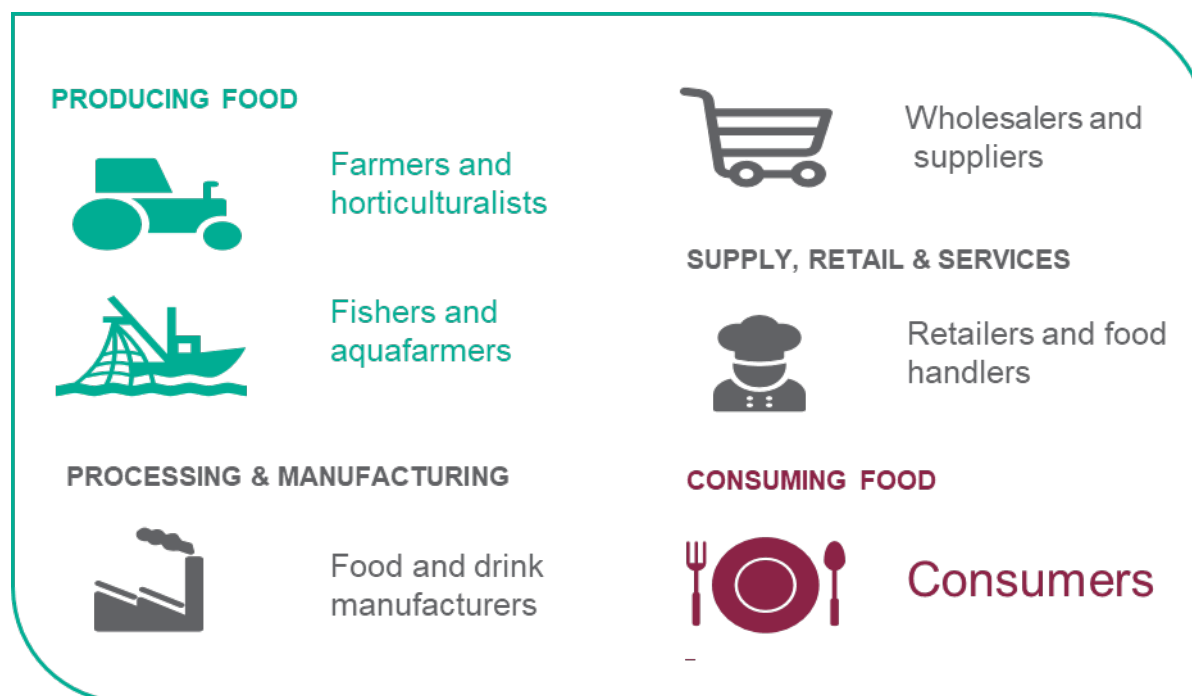 PRODUCING FOOD
Farmers and
horticulturalists
Fishers and
aquafarmers
PROCESSING & MANUFACTURING
Food and drink
manufacturers
Wholesalers and
suppliers
SUPPLY, RETAIL & SERVICES
Retailers and food
handlers
CONSUMING FOOD
Consumers
–